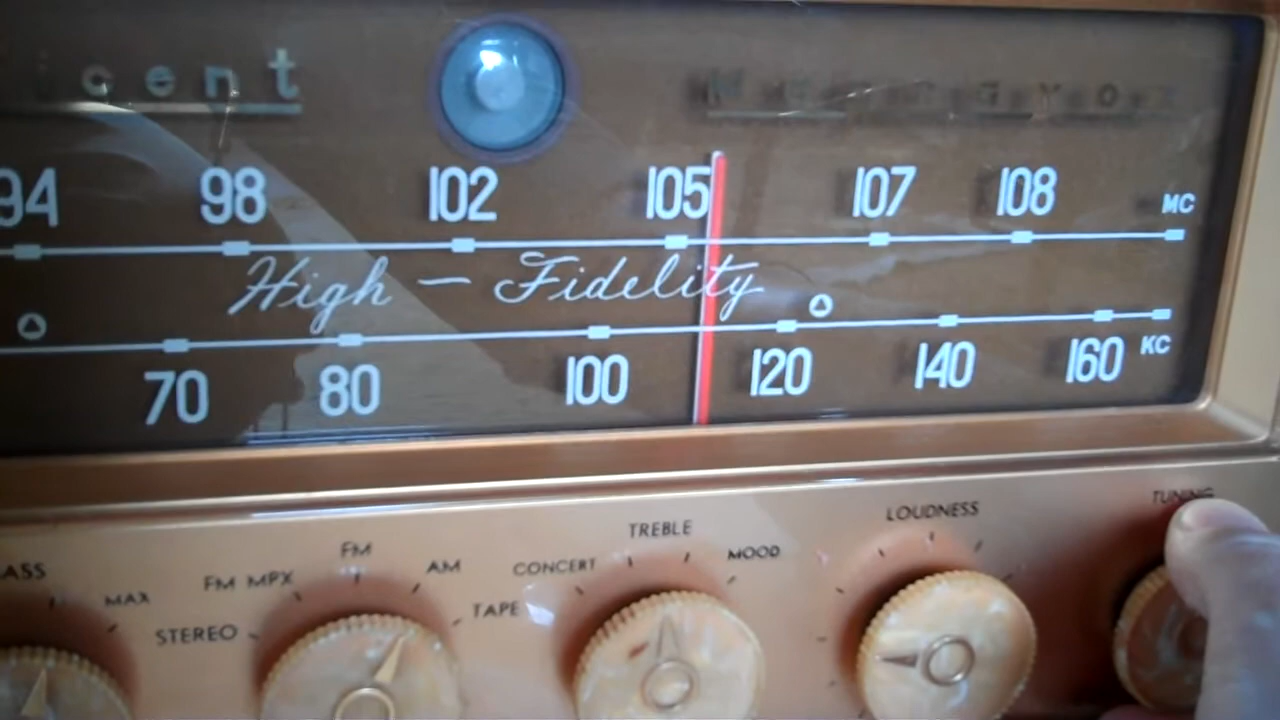 cent
94 98 102 105 107 108 MC
High - Fidelity
70 80 100 120 140 160 KC
TUNING
LOUDNESS
TREBLE
FM
CONCERT MOOD
FM MPX AM
MAX
STEREO TAPE